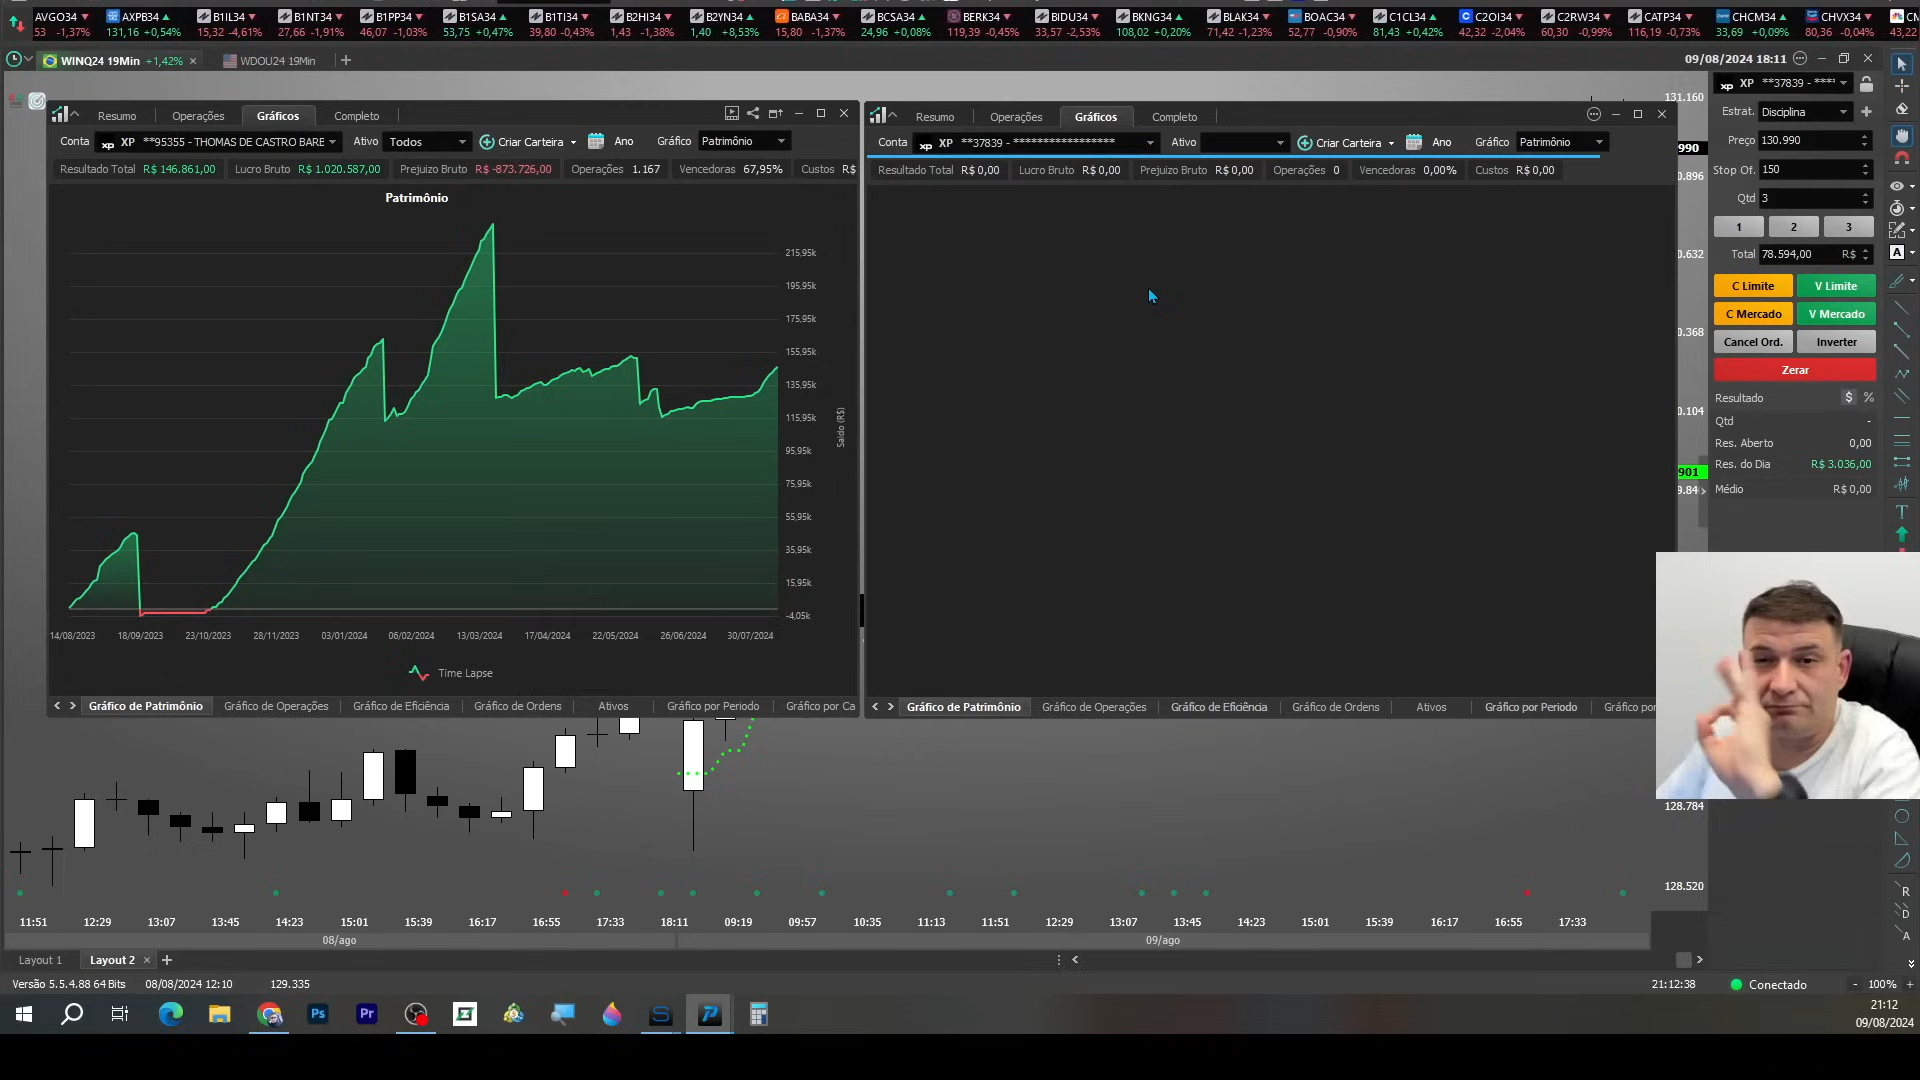 AVGO34 AXPB34 B1IL34 B1NT34 B1PP34 B1SA34 B1TI34 B2HI34 B2YN34 BABA34 BCSA34 BERK34 BIDU34 BKNG34 BLAK34 BOAC34 C1CL34 C2OI34 C2RW34 CATP34 CHCM34 CHVX34
53 -1,37% 131,16 +0,54% 15,32 -4,61% 27,66 -1,91% 46,07 -1,03% 53,75 +0,47% 39,80 -0,43% 1,43 -1,38% 1,40 +8,53% 15,80 -1,37% 24,96 +0,08% 119,39 -0,45% 33,57 -2,53% 108,02 +0,20% 71,42 -1,23% 52,77 -0,90% 81,43 +0,42% 42,32 -2,04% 60,30 -0,99% 116,19 -0,73% 33,69 +0,09% 80,36 -0,04% 43,22
WINQ24 19Min +1,42% WDOU24 19Min 09/08/2024 18:11
Resumo Operações Gráficos Completo
Conta XP **95355 - THOMAS DE CASTRO BARE Ativo Todos Criar Carteira Ano Gráfico Patrimônio
Resultado Total R$ 146.861,00 Lucro Bruto R$ 1.020.587,00 Prejuizo Bruto R$ -873.726,00 Operações 1.167 Vencedoras 67,95% Custos R$
Patrimônio
215,95k
195,95k
175,95k
155,95k
135,95k
115,95k
95,95k
75,95k
55,95k
35,95k
15,95k
-4,05k
Saldo (R$)
14/08/2023 18/09/2023 23/10/2023 28/11/2023 03/01/2024 06/02/2024 13/03/2024 17/04/2024 22/05/2024 26/06/2024 30/07/2024
Time Lapse
Gráfico de Patrimônio Gráfico de Operações Gráfico de Eficiência Gráfico de Ordens Ativos Gráfico por Periodo Gráfico por Ca
Resumo Operações Gráficos Completo
Conta XP **37839 - ***************** Ativo Criar Carteira Ano Gráfico Patrimônio
Resultado Total R$ 0,00 Lucro Bruto R$ 0,00 Prejuizo Bruto R$ 0,00 Operações 0 Vencedoras 0,00% Custos R$ 0,00
Gráfico de Patrimônio Gráfico de Operações Gráfico de Eficiência Gráfico de Ordens Ativos Gráfico por Periodo Gráfico por
131.160
990
0.896
0.632
0.368
0.104
901
9.84
128.784
128.520
XP **37839 - ***
Estrat. Disciplina
Preço 130.990
Stop Of. 150
Qtd 3
1 2 3
Total 78.594,00 R$
C Limite V Limite
C Mercado V Mercado
Cancel Ord. Inverter
Zerar
Resultado $ %
Qtd -
Res. Aberto 0,00
Res. do Dia R$ 3.036,00
Médio R$ 0,00
A
T
R
D
A
11:51 12:29 13:07 13:45 14:23 15:01 15:39 16:17 16:55 17:33 18:11 09:19 09:57 10:35 11:13 11:51 12:29 13:07 13:45 14:23 15:01 15:39 16:17 16:55 17:33
08/ago 09/ago
Layout 1 Layout 2
Versão 5.5.4.88 64 Bits 08/08/2024 12:10 129.335 21:12:38 Conectado - 100% +
Ps Pr
21:12
09/08/2024